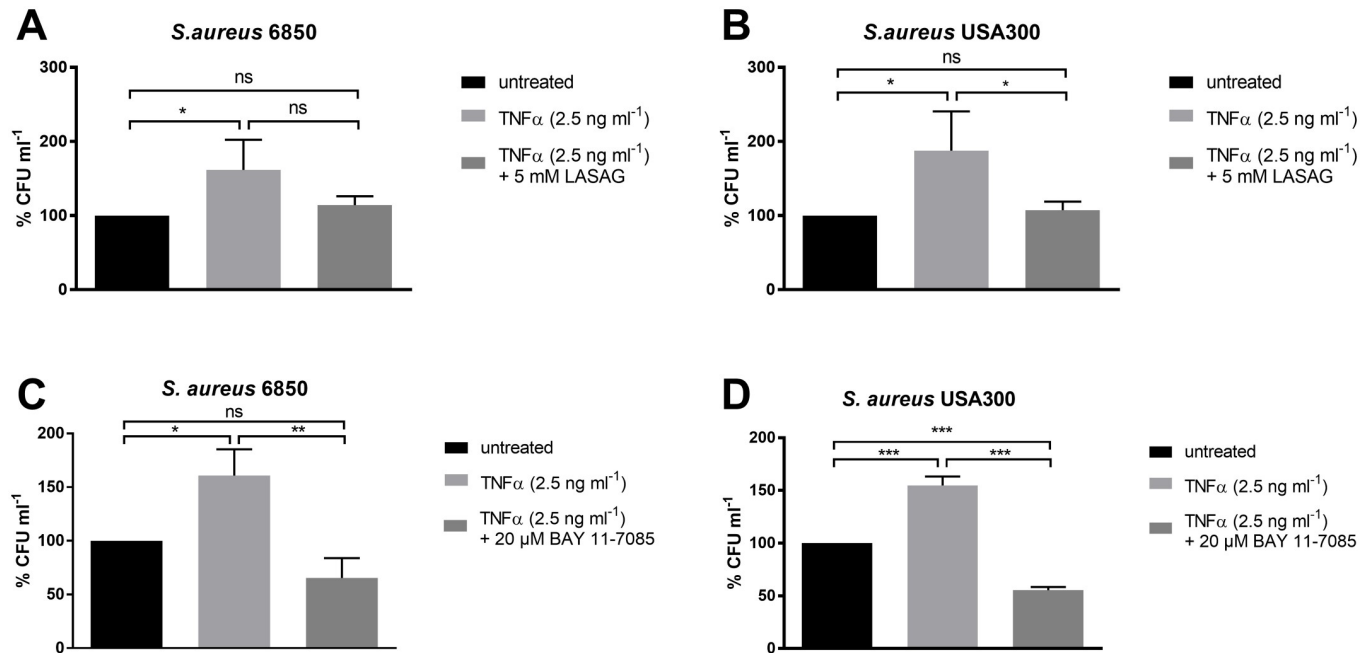 A
S.aureus 6850
300
200
100
0
% CFU ml-1
ns
*
ns
untreated
TNFα (2.5 ng ml-1)
TNFα (2.5 ng ml-1)
+ 5 mM LASAG
B
S.aureus USA300
300
200
100
0
% CFU ml-1
ns
*
*
untreated
TNFα (2.5 ng ml-1)
TNFα (2.5 ng ml-1)
+ 5 mM LASAG
C
S. aureus 6850
200
150
100
50
0
% CFU ml-1
ns
*
**
untreated
TNFα (2.5 ng ml-1)
TNFα (2.5 ng ml-1)
+ 20 µM BAY 11-7085
D
S. aureus USA300
200
150
100
50
0
% CFU ml-1
***
***
***
untreated
TNFα (2.5 ng ml-1)
TNFα (2.5 ng ml-1)
+ 20 µM BAY 11-7085